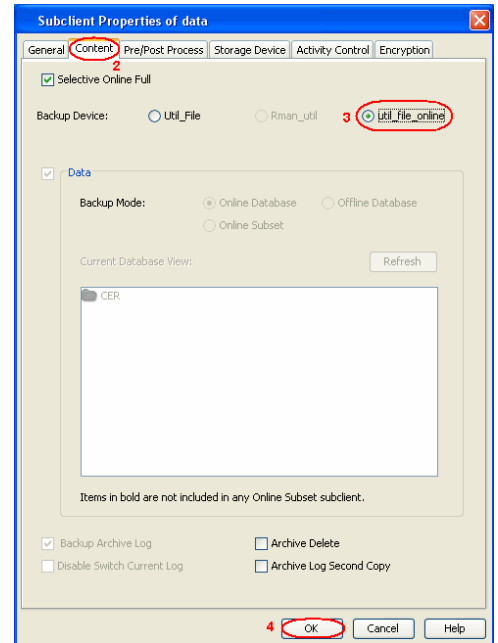 Subclient Properties of data
General Content Pre/Post Process Storage Device Activity Control Encryption
2
Selective Online Full
Backup Device: Util_File Rman_util 3 util_file_online
Data
Backup Mode: Online Database Offline Database
Online Subset
Current Database View: Refresh
CER
Items in bold are not included in any Online Subset subclient.
Backup Archive Log Archive Delete
Disable Switch Current Log Archive Log Second Copy
4 OK Cancel Help